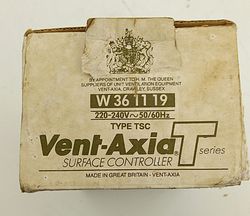 BY APPOINTMENT TO H. M. THE QUEEN
SUPPLIERS OF UNIT VENTILATION EQUIPMENT
VENT-AXIA, CRAWLEY, SUSSEX
W 36 11 19
220-240V~50/60Hz
TYPE TSC
Vent-Axia® T series
SURFACE CONTROLLER
MADE IN GREAT BRITAIN - VENT-AXIA